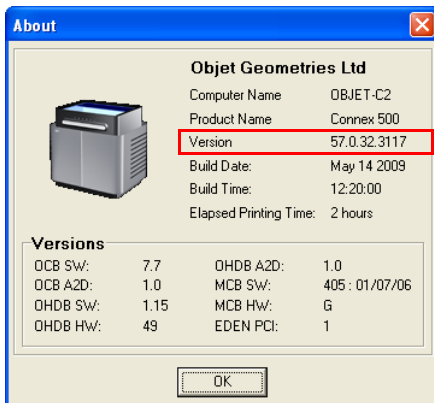 About
Objet Geometries Ltd
Computer Name OBJET-C2
Product Name Connex 500
Version 57.0.32.3117
Build Date: May 14 2009
Build Time: 12:20:00
Elapsed Printing Time: 2 hours
Versions
OCB SW: 7.7 OHDB A2D: 1.0
OCB A2D: 1.0 MCB SW: 405 : 01/07/06
OHDB SW: 1.15 MCB HW: G
OHDB HW: 49 EDEN PCI: 1
OK